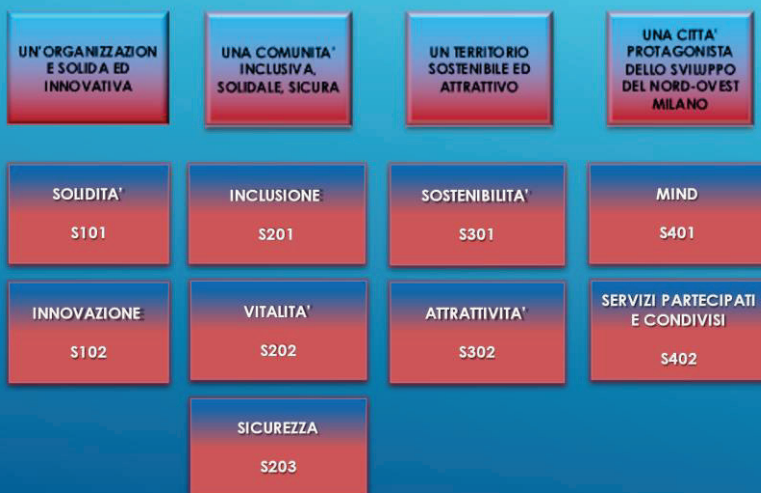 UN'ORGANIZZAZION
E SOLIDA ED
INNOVATIVA
UNA COMUNITA'
INCLUSIVA,
SOLIDALE, SICURA
UN TERRITORIO
SOSTENIBILE ED
ATTRATTIVO
UNA CITTA'
PROTAGONISTA
DELLO SVILUPPO
DEL NORD-OVEST
MILANO
SOLIDITA'
S101
INCLUSIONE
S201
SOSTENIBILITA'
S301
MIND
S401
INNOVAZIONE
S102
VITALITA'
S202
ATTRATTIVITA'
S302
SERVIZI PARTECIPATI
E CONDIVISI
S402
SICUREZZA
S203